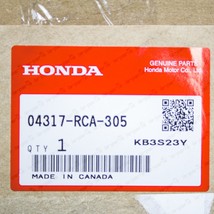 HONDA
GENUINE PARTS
Honda Motor Co., Ltd.
04317-RCA-305
QTY 1
KB3S23Y
MADE IN CANADA